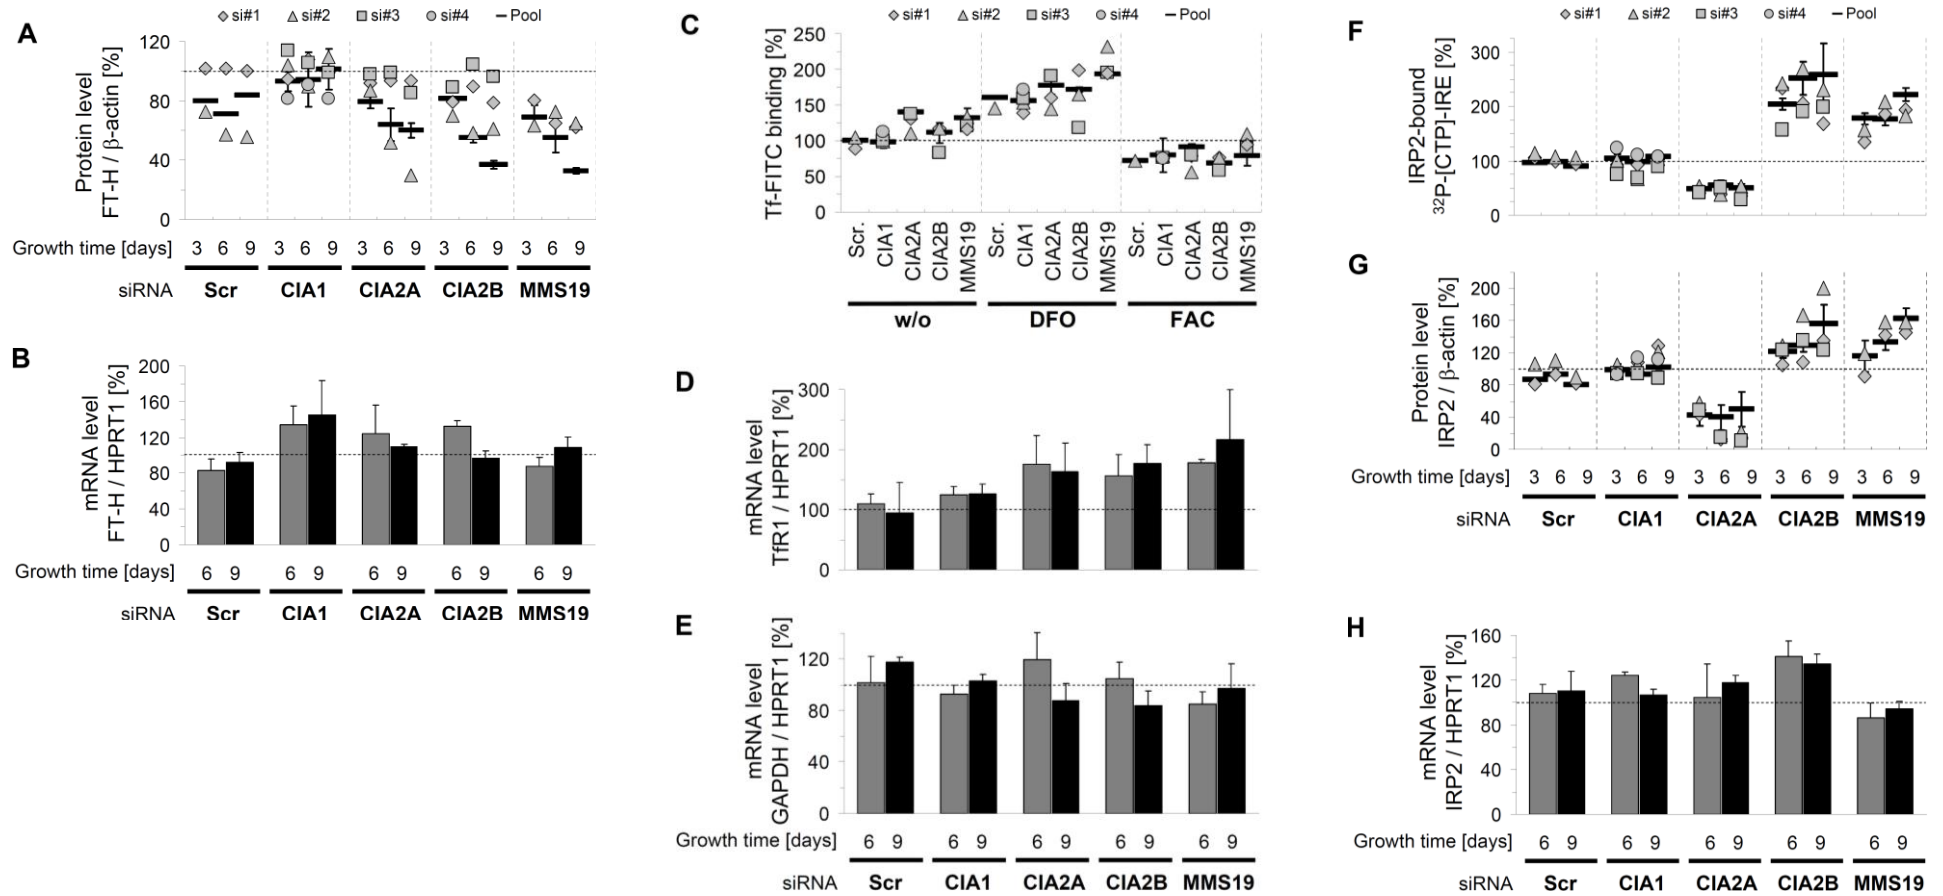 A
si#1 si#2 si#3 si#4 Pool
Protein level
FT-H / β-actin [%]
120
80
40
0
Growth time [days] 3 6 9 3 6 9 3 6 9 3 6 9 3 6 9
siRNA Scr CIA1 CIA2A CIA2B MMS19
B
mRNA level
FT-H / HPRT1 [%]
200
160
120
80
40
0
Growth time [days] 6 9 6 9 6 9 6 9 6 9
siRNA Scr CIA1 CIA2A CIA2B MMS19
C
si#1 si#2 si#3 si#4 Pool
Tf-FITC binding [%]
250
200
150
100
50
0
Scr. CIA1 CIA2A CIA2B MMS19 Scr. CIA1 CIA2A CIA2B MMS19 Scr. CIA1 CIA2A CIA2B MMS19
w/o DFO FAC
D
mRNA level
TfR1 / HPRT1 [%]
300
200
100
0
E
mRNA level
GAPDH / HPRT1 [%]
120
80
40
0
Growth time [days] 6 9 6 9 6 9 6 9 6 9
siRNA Scr CIA1 CIA2A CIA2B MMS19
F
si#1 si#2 si#3 si#4 Pool
IRP2-bound
³²P-[CTP]-IRE [%]
300
200
100
0
G
Protein level
IRP2 / β-actin [%]
200
160
120
80
40
0
Growth time [days] 3 6 9 3 6 9 3 6 9 3 6 9 3 6 9
siRNA Scr CIA1 CIA2A CIA2B MMS19
H
mRNA level
IRP2 / HPRT1 [%]
160
120
80
40
0
Growth time [days] 6 9 6 9 6 9 6 9 6 9
siRNA Scr CIA1 CIA2A CIA2B MMS19